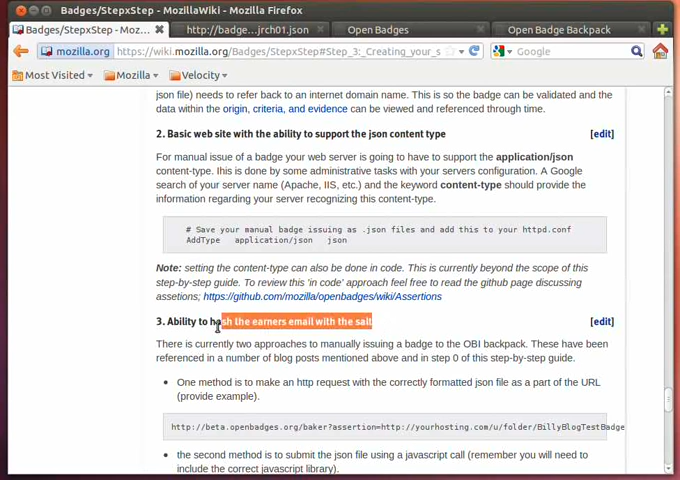 Badges/StepxStep - MozillaWiki - Mozilla Firefox
Badges/StepxStep - Moz...
http://badge...jrch01.json
Open Badges
Open Badge Backpack
mozilla.org
https://wiki.mozilla.org/Badges/StepxStep#Step_3:_Creating_your_s
Google
Most Visited
Mozilla
Velocity
json file) needs to refer back to an internet domain name. This is so the badge can be validated and the
data within the origin, criteria, and evidence can be viewed and referenced through time.
2. Basic web site with the ability to support the json content type
[edit]
For manual issue of a badge your web server is going to have to support the application/json
content-type. This is done by some administrative tasks with your servers configuration. A Google
search of your server name (Apache, IIS, etc.) and the keyword content-type should provide the
information regarding your server recognizing this content-type.
# Save your manual badge issuing as .json files and add this to your httpd.conf
AddType application/json json
Note: setting the content-type can also be done in code. This is currently beyond the scope of this
step-by-step guide. To review this 'in code' approach feel free to read the github page discussing
assetions; https://github.com/mozilla/openbadges/wiki/Assertions
3. Ability to hash the earners email with the salt
[edit]
There is currently two approaches to manually issuing a badge to the OBI backpack. These have been
referenced in a number of blog posts mentioned above and in step 0 of this step-by-step guide.
One method is to make an http request with the correctly formatted json file as a part of the URL
(provide example).
http://beta.openbadges.org/baker?assertion=http://yourhosting.com/u/folder/BillyBlogTestBadge
the second method is to submit the json file using a javascript call (remember you will need to
include the correct javascript library).